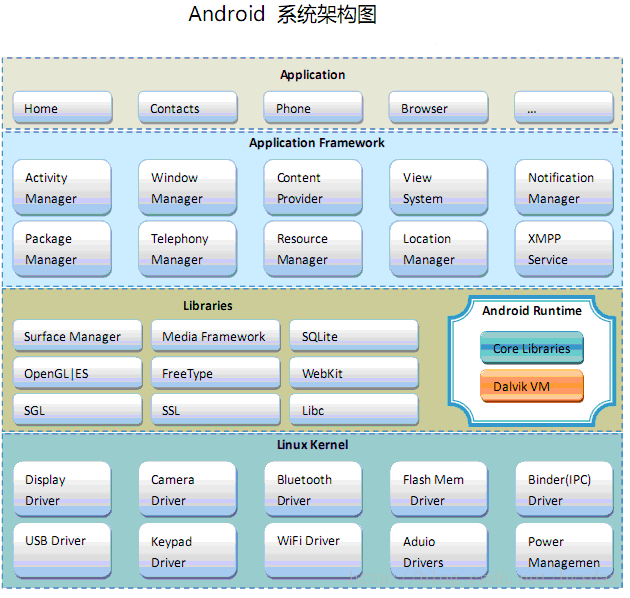 Android 系统架构图
Application
Home
Contacts
Phone
Browser
...
Application Framework
Activity
Manager
Window
Manager
Content
Provider
View
System
Notification
Manager
Package
Manager
Telephony
Manager
Resource
Manager
Location
Manager
XMPP
Service
Libraries
Surface Manager
Media Framework
SQLite
OpenGL|ES
FreeType
WebKit
SGL
SSL
Libc
Android Runtime
Core Libraries
Dalvik VM
Linux Kernel
Display
Driver
Camera
Driver
Bluetooth
Driver
Flash Mem
Driver
Binder(IPC)
Driver
USB Driver
Keypad
Driver
WiFi Driver
Aduio
Drivers
Power
Managemen